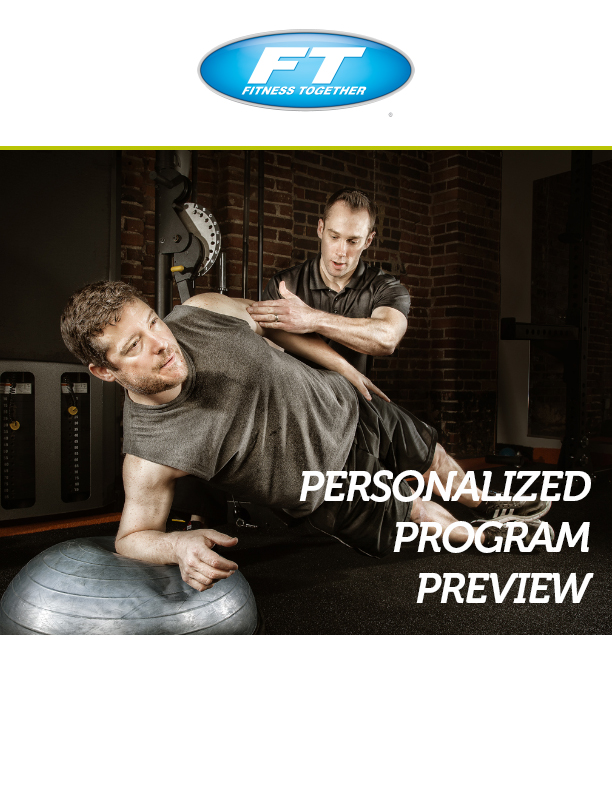 FT
FITNESS TOGETHER
®
PERSONALIZED
PROGRAM
PREVIEW